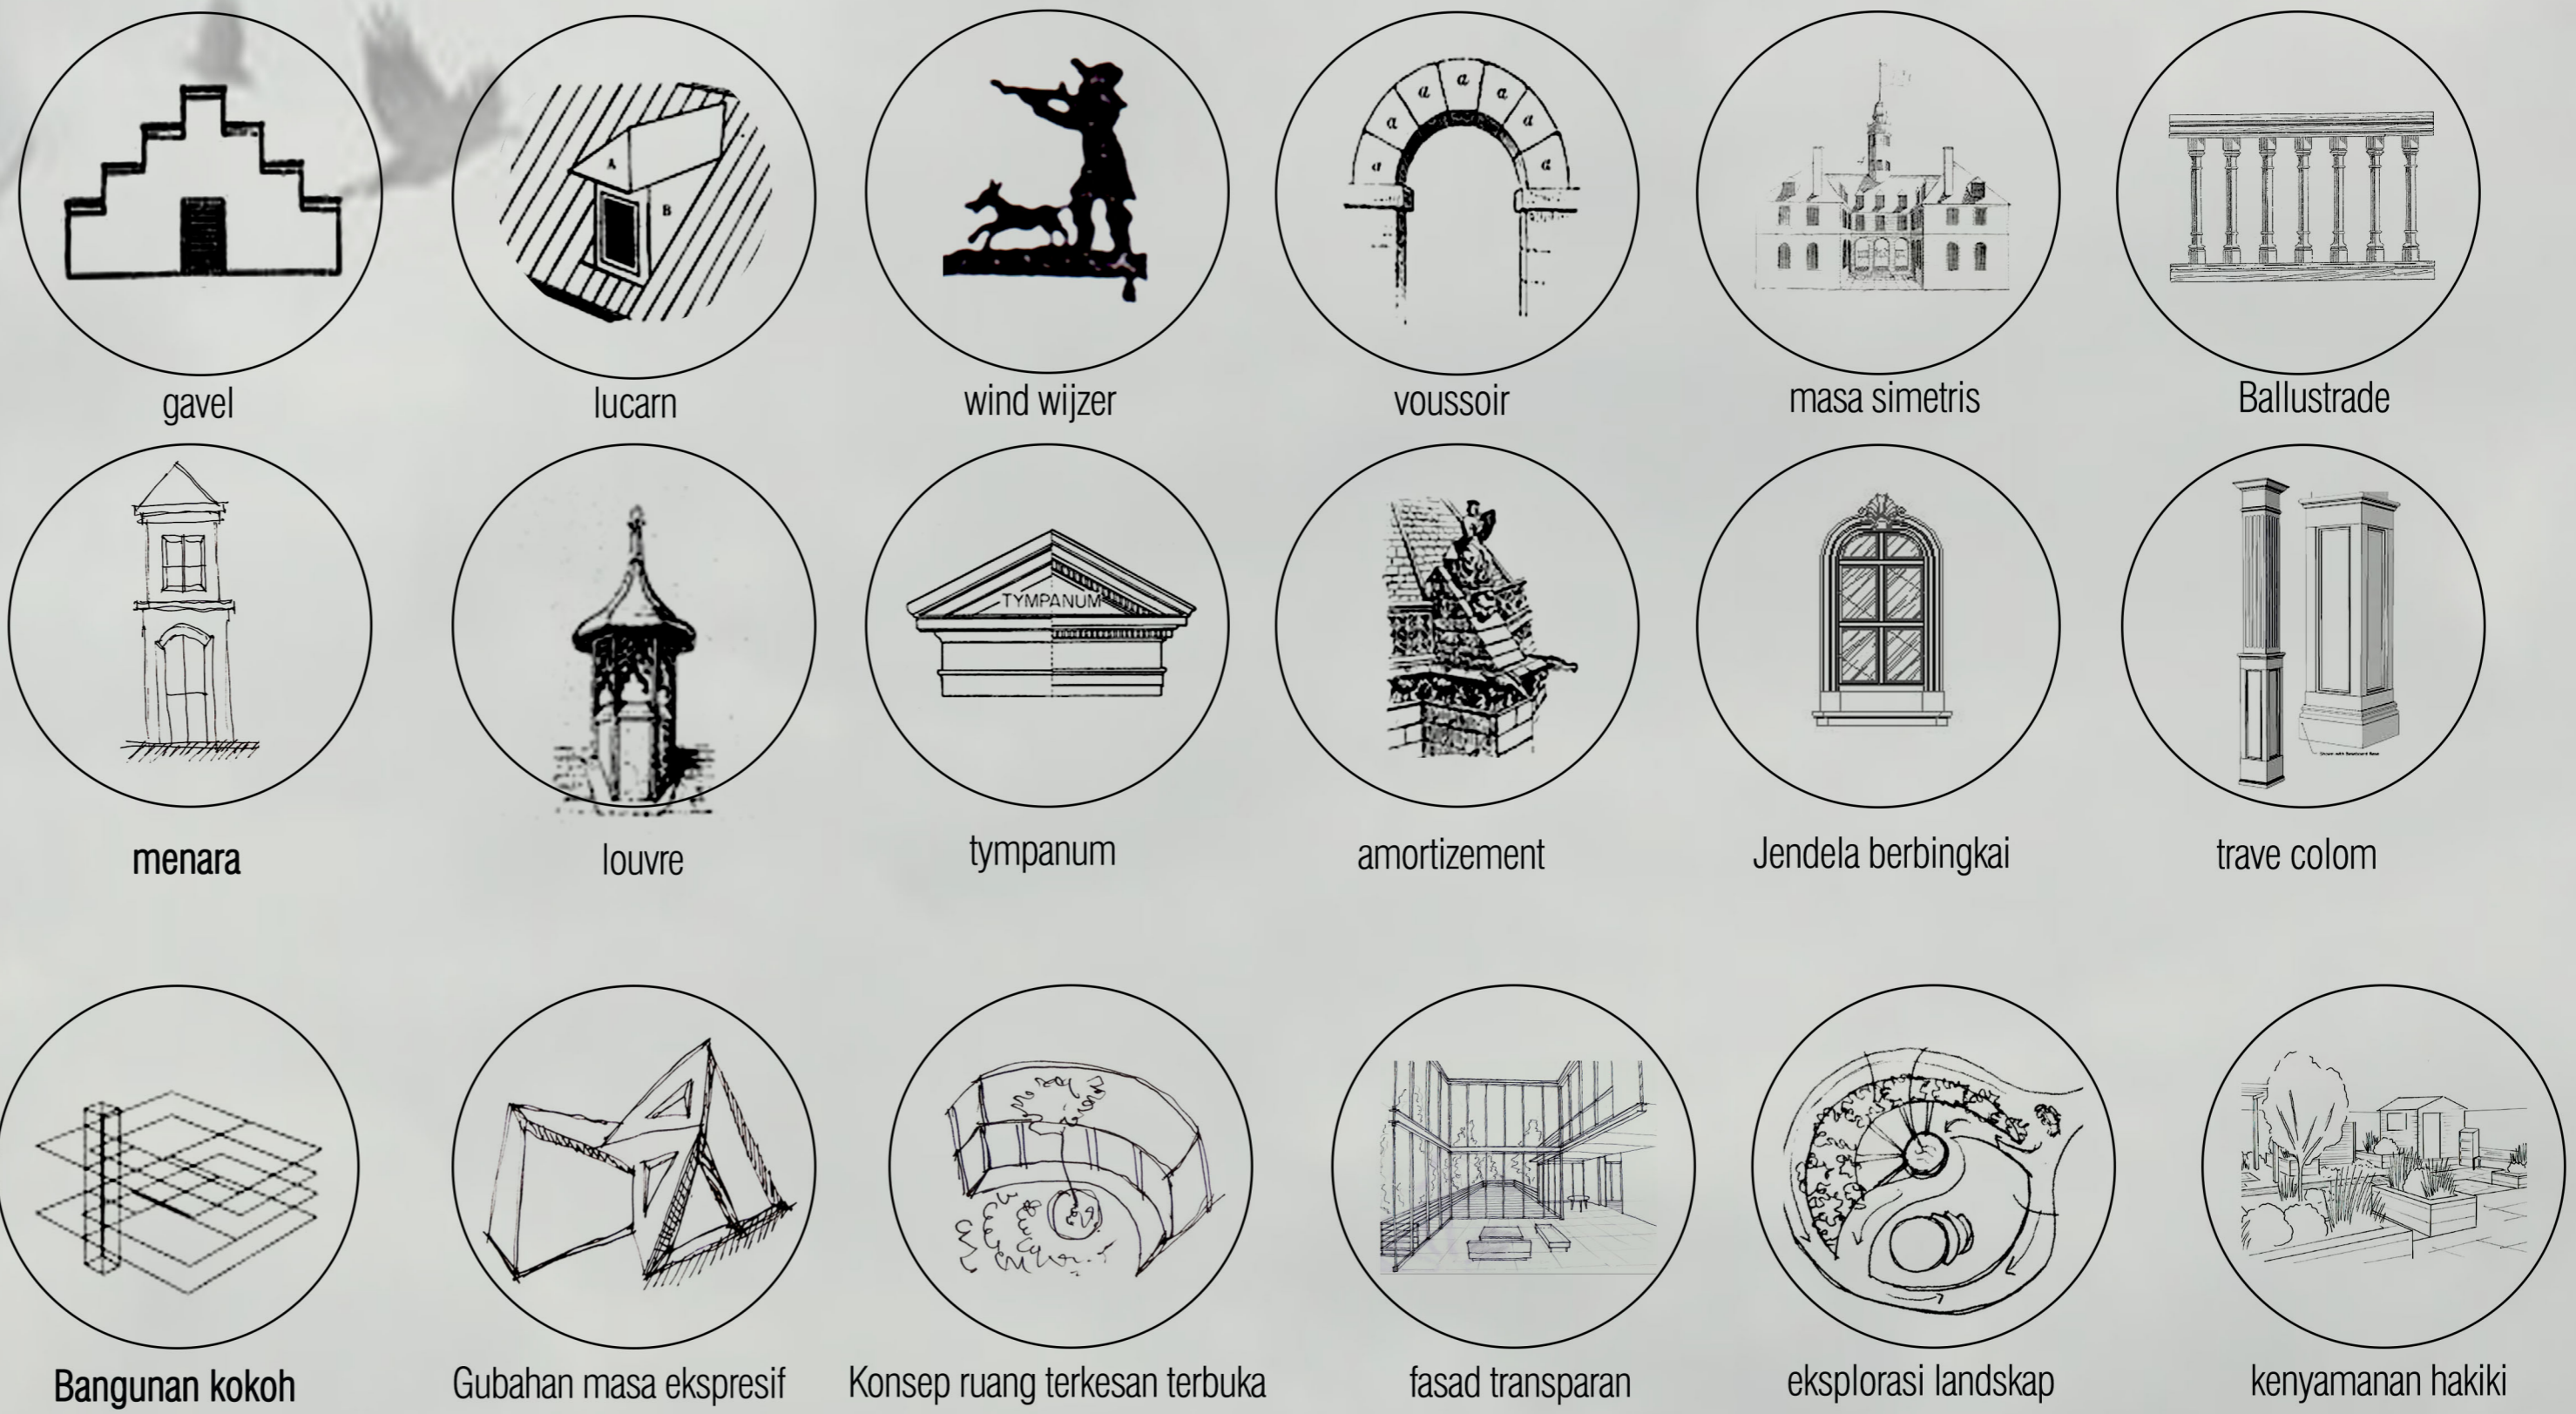 A
B
a
a
a
a
a
a
a
gavel
lucarn
wind wijzer
voussoir
masa simetris
Ballustrade
TYMPANUM
menara
louvre
tympanum
amortizement
Jendela berbingkai
trave colom
Bangunan kokoh
Gubahan masa ekspresif
Konsep ruang terkesan terbuka
fasad transparan
eksplorasi landskap
kenyamanan hakiki